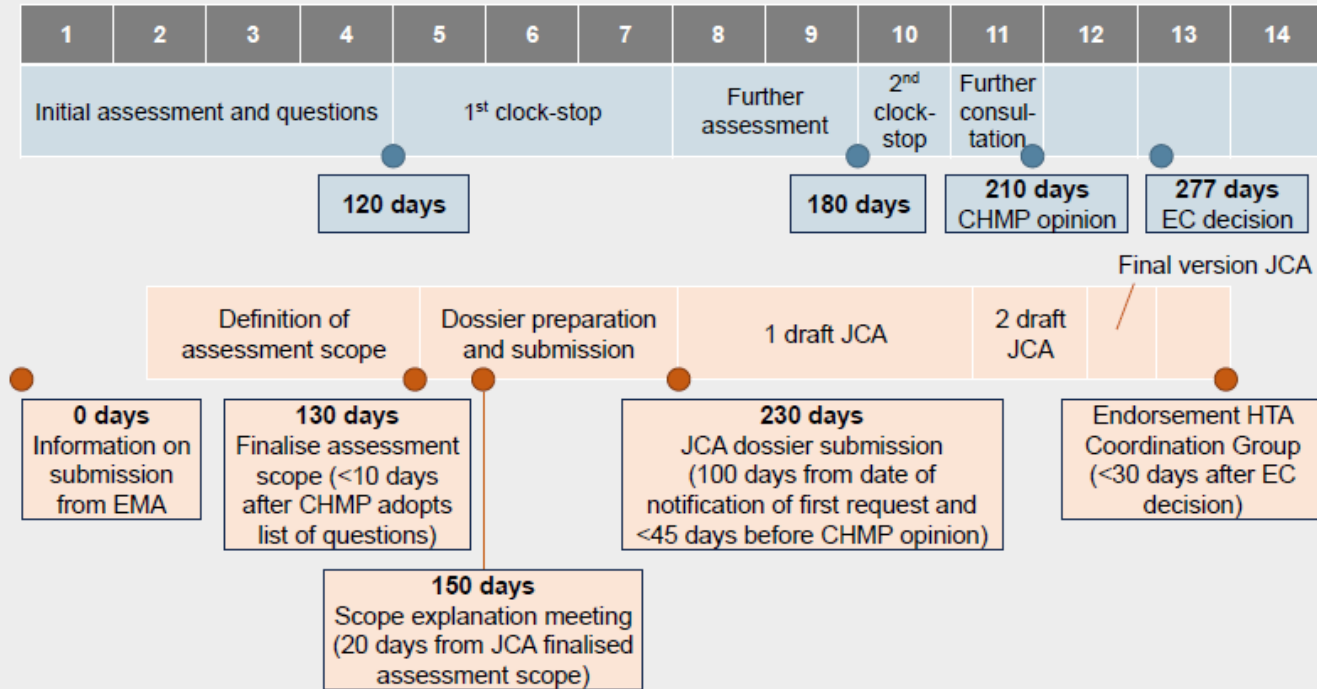 1 2 3 4 5 6 7 8 9 10 11 12 13 14
Initial assessment and questions
1st clock-stop
Further
assessment
2nd
clock-
stop
Further
consul-
tation
120 days
180 days
210 days
CHMP opinion
277 days
EC decision
Final version JCA
Definition of
assessment scope
Dossier preparation
and submission
1 draft JCA
2 draft
JCA
0 days
Information on
submission
from EMA
130 days
Finalise assessment
scope (<10 days
after CHMP adopts
list of questions)
230 days
JCA dossier submission
(100 days from date of
notification of first request and
<45 days before CHMP opinion)
Endorsement HTA
Coordination Group
(<30 days after EC
decision)
150 days
Scope explanation meeting
(20 days from JCA finalised
assessment scope)